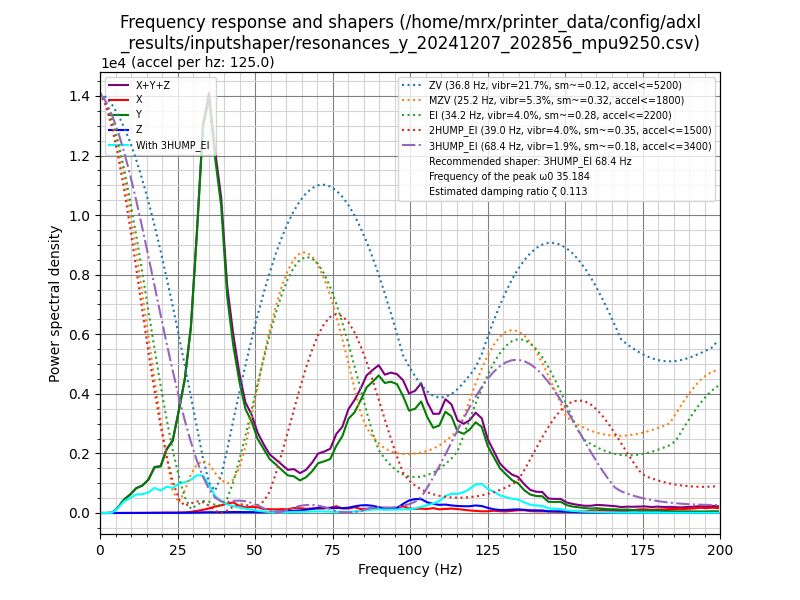 Frequency response and shapers (/home/mrx/printer_data/config/adxl
_results/inputshaper/resonances_y_20241207_202856_mpu9250.csv)
1e4 (accel per hz: 125.0)
X+Y+Z
X
Y
Z
With 3HUMP_EI
ZV (36.8 Hz, vibr=21.7%, sm~=0.12, accel<=5200)
MZV (25.2 Hz, vibr=5.3%, sm~=0.32, accel<=1800)
EI (34.2 Hz, vibr=4.0%, sm~=0.28, accel<=2200)
2HUMP_EI (39.0 Hz, vibr=4.0%, sm~=0.35, accel<=1500)
3HUMP_EI (68.4 Hz, vibr=1.9%, sm~=0.18, accel<=3400)
Recommended shaper: 3HUMP_EI 68.4 Hz
Frequency of the peak ω0 35.184
Estimated damping ratio ζ 0.113
Power spectral density
1.4
1.2
1.0
0.8
0.6
0.4
0.2
0.0
0 25 50 75 100 125 150 175 200
Frequency (Hz)